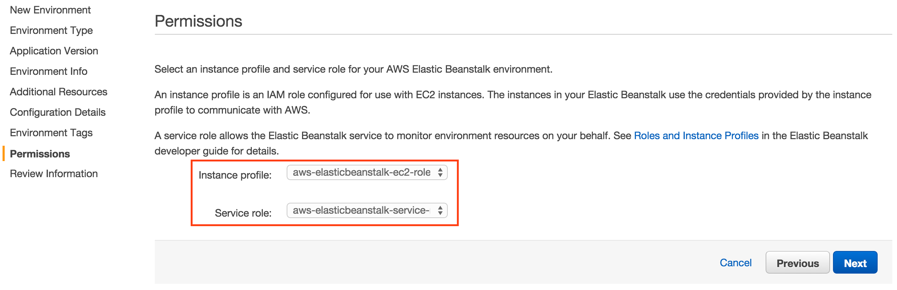 New Environment
Environment Type
Application Version
Environment Info
Additional Resources
Configuration Details
Environment Tags
Permissions
Review Information
Permissions
Select an instance profile and service role for your AWS Elastic Beanstalk environment.
An instance profile is an IAM role configured for use with EC2 instances. The instances in your Elastic Beanstalk use the credentials provided by the instance
profile to communicate with AWS.
A service role allows the Elastic Beanstalk service to monitor environment resources on your behalf. See Roles and Instance Profiles in the Elastic Beanstalk
developer guide for details.
Instance profile: aws-elasticbeanstalk-ec2-role
Service role: aws-elasticbeanstalk-service-
Cancel Previous Next